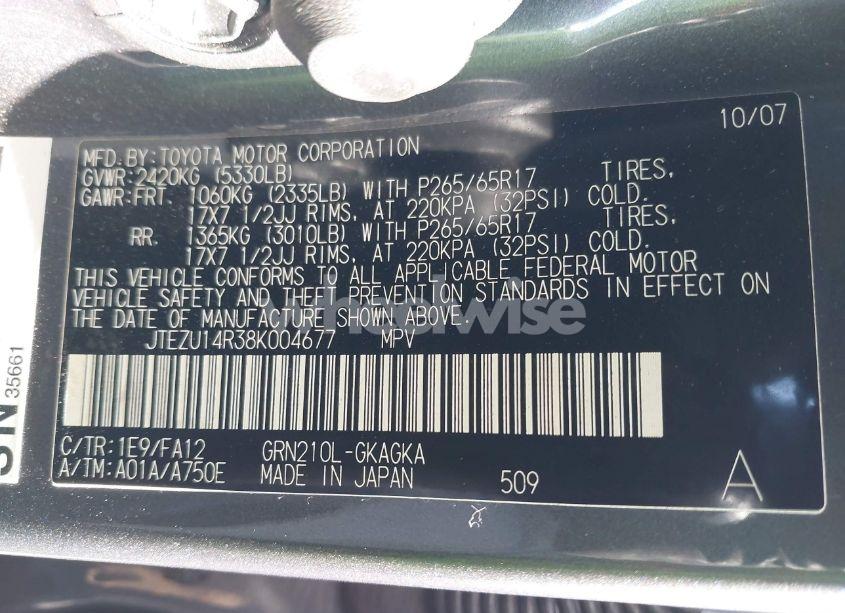 10/07
MFD. BY: TOYOTA MOTOR CORPORATION
GVWR: 2420KG (5330LB)
GAWR: FRT. 1060KG (2335LB) WITH P265/65R17 TIRES,
17X7 1/2JJ RIMS, AT 220KPA (32PSI) COLD.
RR. 1365KG (3010LB) WITH P265/65R17 TIRES,
17X7 1/2JJ RIMS, AT 220KPA (32PSI) COLD.
THIS VEHICLE CONFORMS TO ALL APPLICABLE FEDERAL MOTOR
VEHICLE SAFETY AND THEFT PREVENTION STANDARDS IN EFFECT ON
THE DATE OF MANUFACTURE SHOWN ABOVE.
JTEZU14R38K004677 MPV
C/TR: 1E9/FA12 GRN210L-GKAGKA
A/TM: A01A/A750E MADE IN JAPAN 509 A
35661